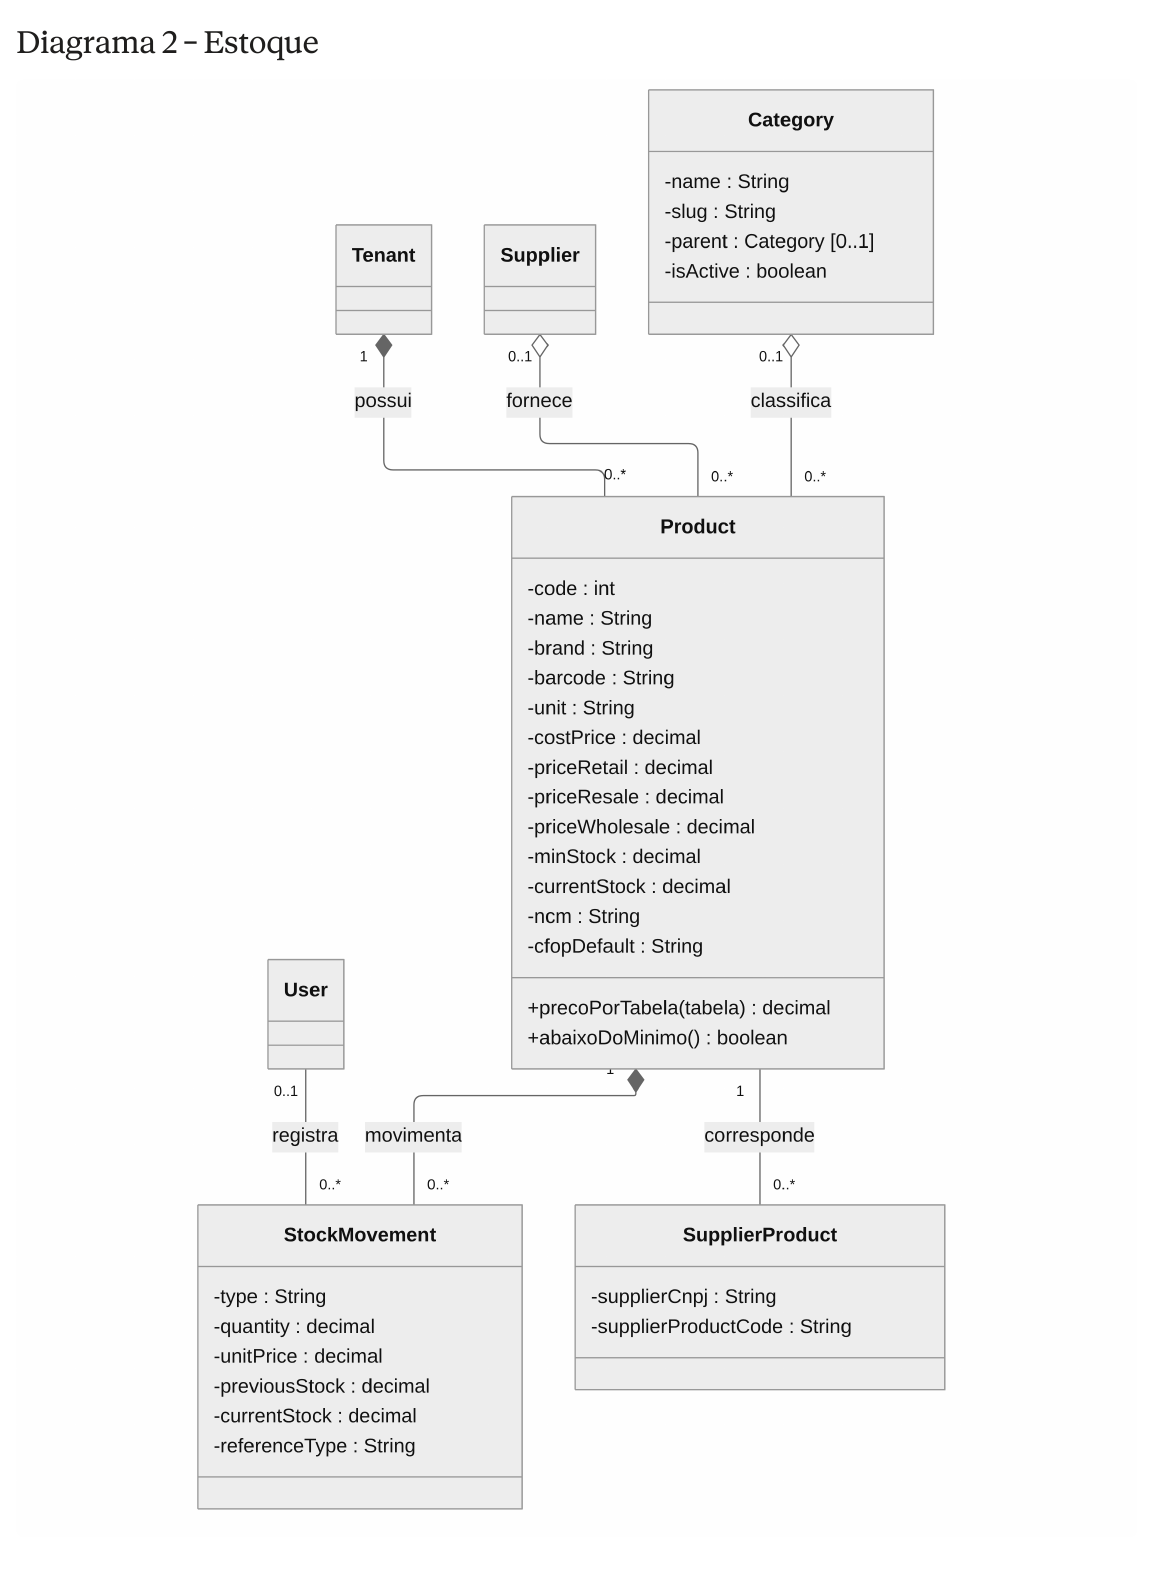 Diagrama 2 – Estoque
Category
-name : String
-slug : String
-parent : Category [0..1]
-isActive : boolean
Tenant
Supplier
1
0..1
0..1
possui
fornece
classifica
0..*
0..*
0..*
Product
-code : int
-name : String
-brand : String
-barcode : String
-unit : String
-costPrice : decimal
-priceRetail : decimal
-priceResale : decimal
-priceWholesale : decimal
-minStock : decimal
-currentStock : decimal
-ncm : String
-cfopDefault : String
+precoPorTabela(tabela) : decimal
+abaixoDoMinimo() : boolean
User
0..1
1
1
registra
movimenta
corresponde
0..*
0..*
0..*
StockMovement
-type : String
-quantity : decimal
-unitPrice : decimal
-previousStock : decimal
-currentStock : decimal
-referenceType : String
SupplierProduct
-supplierCnpj : String
-supplierProductCode : String